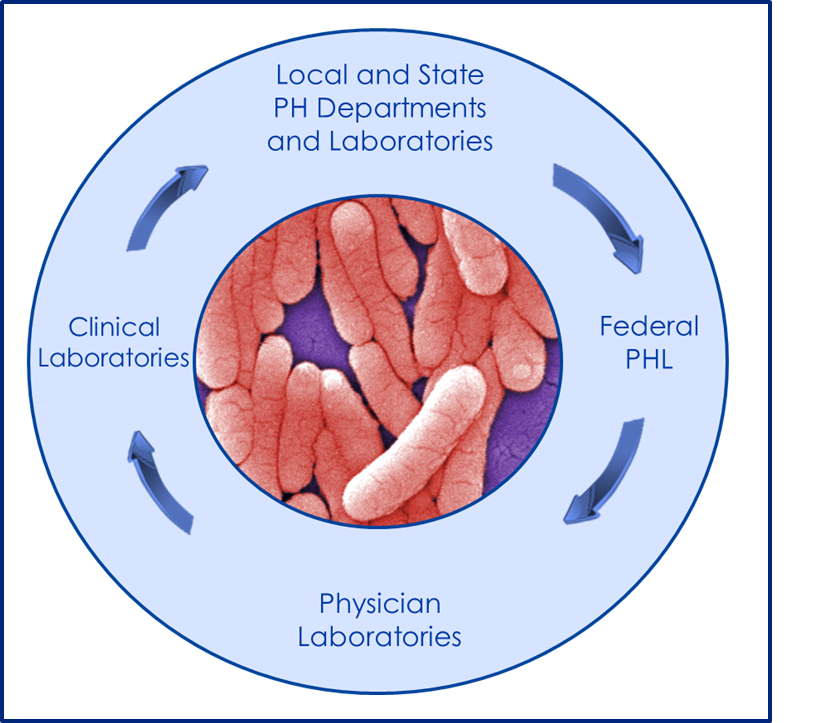 Local and State
PH Departments
and Laboratories
Clinical
Laboratories
Federal
PHL
Physician
Laboratories